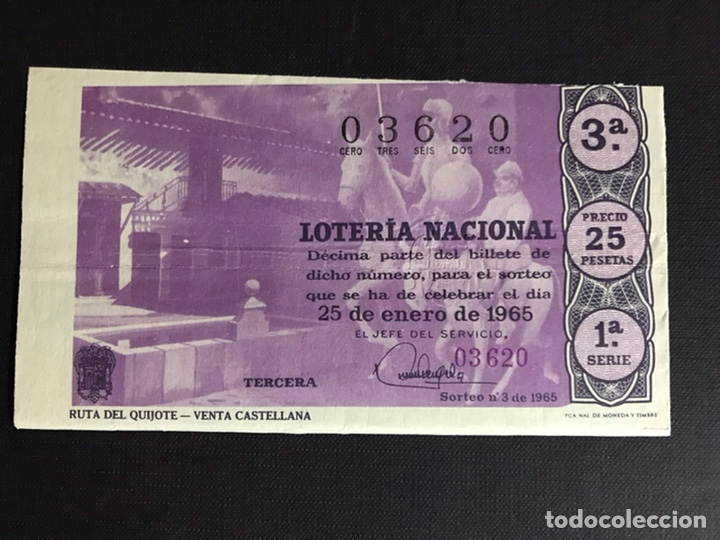 03620
CERO TRES SEIS DOS CERO
LOTERÍA NACIONAL
Décima parte del billete de
dicho número, para el sorteo
que se ha de celebrar el día
25 de enero de 1965
EL JEFE DEL SERVICIO,
03620
TERCERA
Sorteo nº 3 de 1965
RUTA DEL QUIJOTE — VENTA CASTELLANA
3.ª
PRECIO
25
PESETAS
1.ª
SERIE
FCA. NAL. DE MONEDA Y TIMBRE
todocoleccion